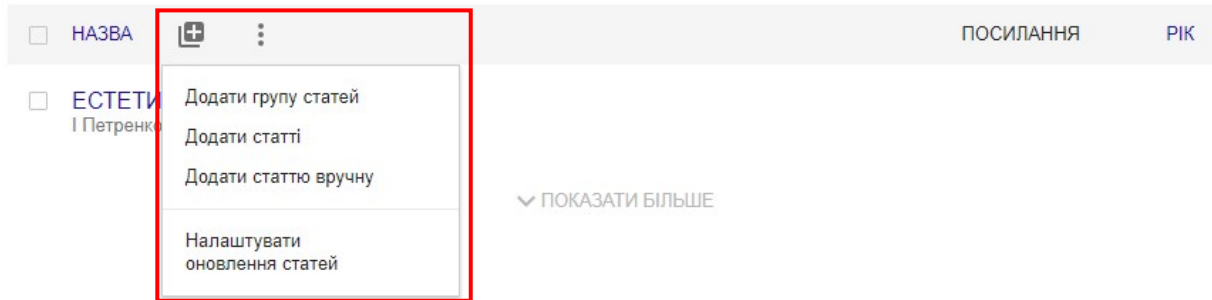 НАЗВА ПОСИЛАННЯ РІК
ЕСТЕТИ
І Петренко
Додати групу статей
Додати статті
Додати статтю вручну
Налаштувати
оновлення статей
ПОКАЗАТИ БІЛЬШЕ